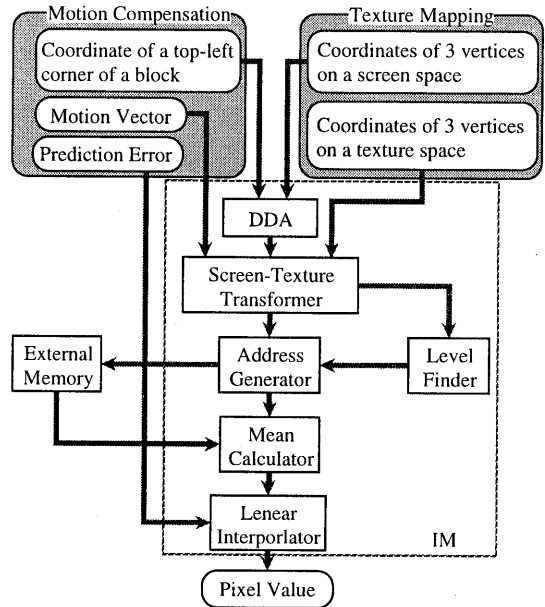 Motion Compensation
Coordinate of a top-left
corner of a block
Motion Vector
Prediction Error
Texture Mapping
Coordinates of 3 vertices
on a screen space
Coordinates of 3 vertices
on a texture space
DDA
Screen-Texture
Transformer
External
Memory
Address
Generator
Level
Finder
Mean
Calculator
Lenear
Interporlator
IM
Pixel Value